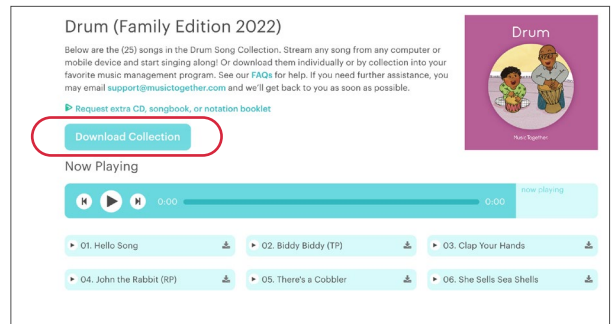 Drum (Family Edition 2022)
Below are the (25) songs in the Drum Song Collection. Stream any song from any computer or
mobile device and start singing along! Or download them individually or by collection into your
favorite music management program. See our FAQs for help. If you need further assistance, you
may email support@musictogether.com and we'll get back to you as soon as possible.
Request extra CD, songbook, or notation booklet
Download Collection
Drum
Music Together
Now Playing
0:00
0:00
now playing
01. Hello Song
02. Biddy Biddy (TP)
03. Clap Your Hands
04. John the Rabbit (RP)
05. There's a Cobbler
06. She Sells Sea Shells